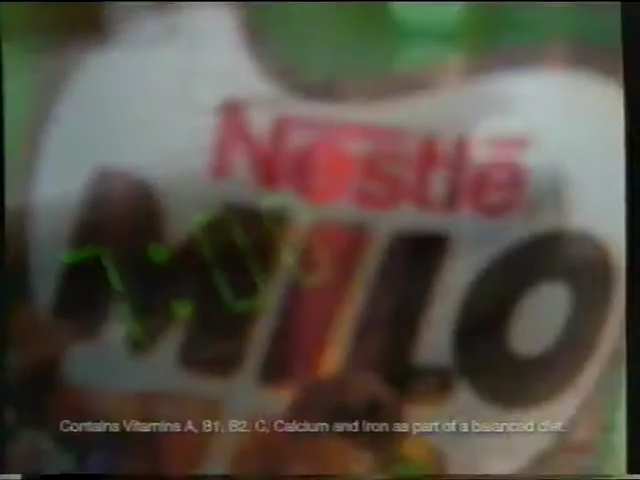 Nestlé
MILO
Contains Vitamins A, B1, B2, C, Calcium and Iron as part of a balanced diet.